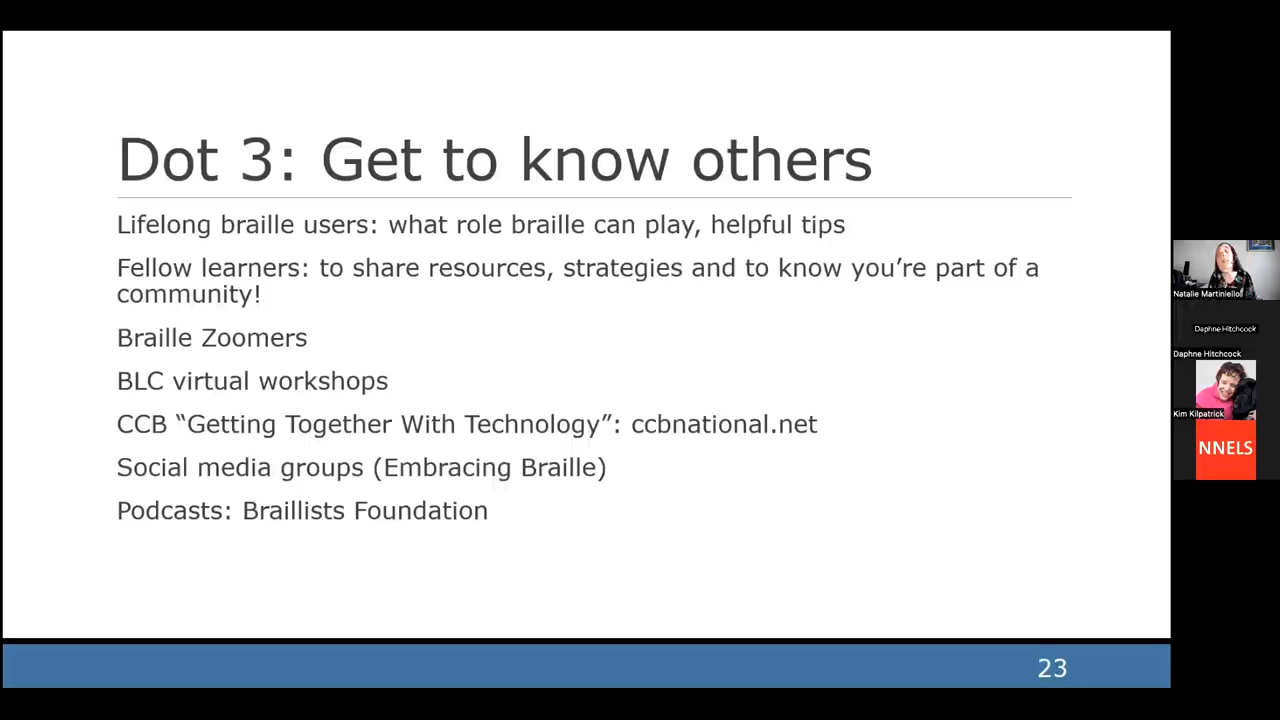 Dot 3: Get to know others
Lifelong braille users: what role braille can play, helpful tips
Fellow learners: to share resources, strategies and to know you’re part of a
community!
Braille Zoomers
BLC virtual workshops
CCB “Getting Together With Technology”: ccbnational.net
Social media groups (Embracing Braille)
Podcasts: Braillists Foundation
23
Natalie Martiniello
Daphne Hitchcock
Daphne Hitchcock
Kim Kilpatrick
NNELS